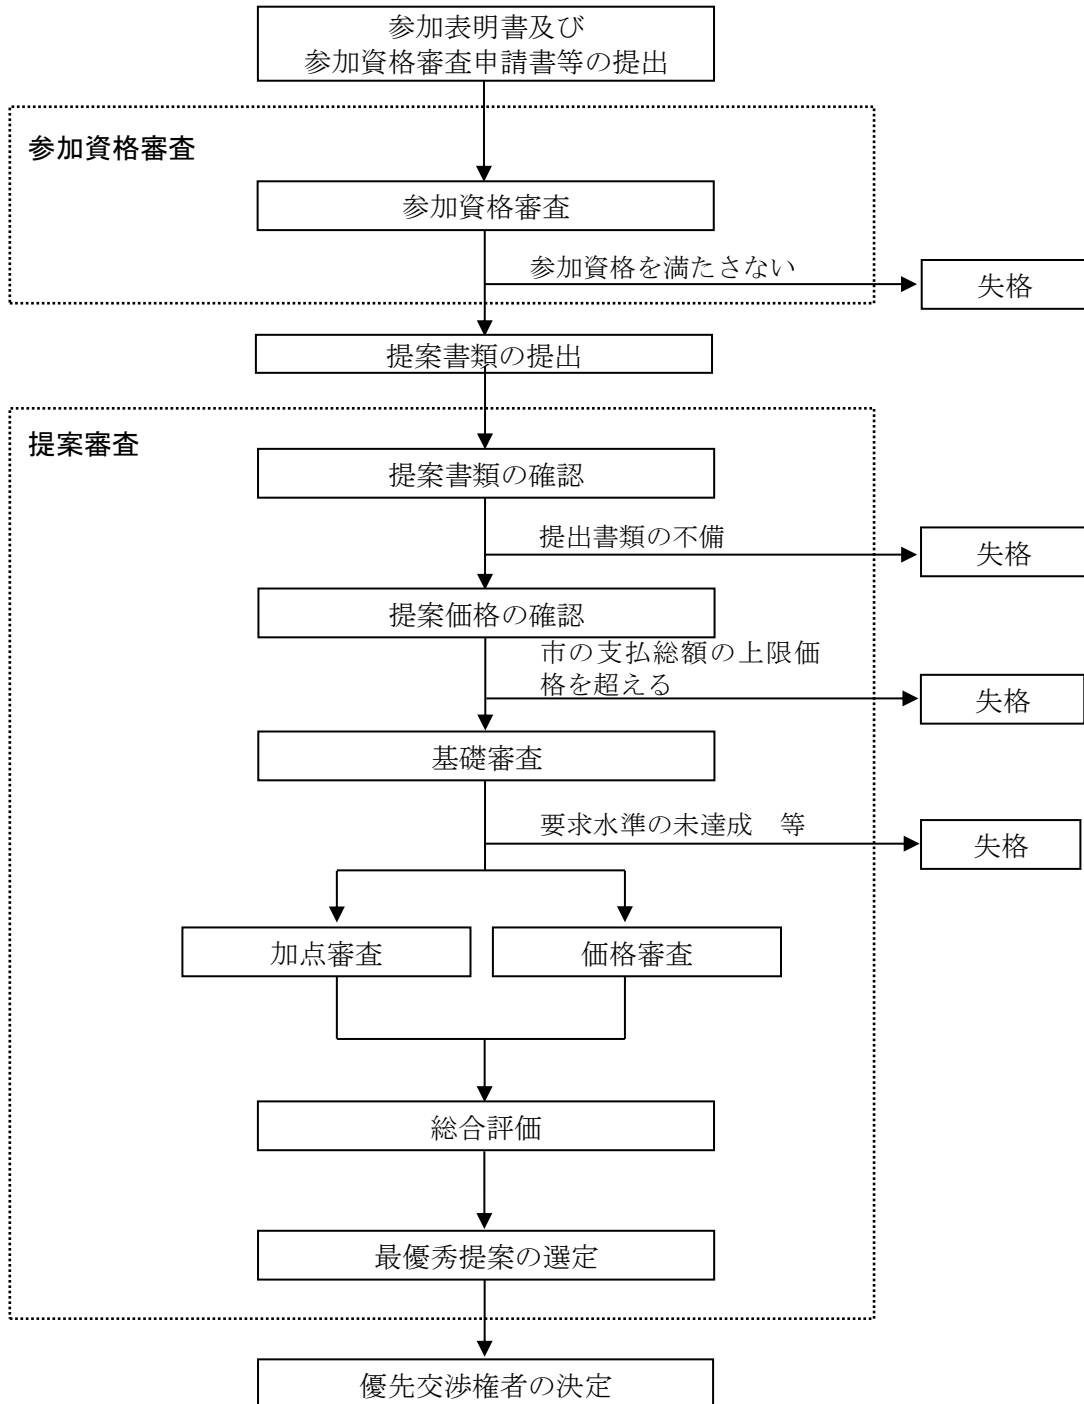 参加表明書及び
参加資格審査申請書等の提出
参加資格審査
参加資格審査
参加資格を満たさない
失格
提案書類の提出
提案審査
提案書類の確認
提出書類の不備
失格
提案価格の確認
市の支払総額の上限価
格を超える
失格
基礎審査
要求水準の未達成　等
失格
加点審査
価格審査
総合評価
最優秀提案の選定
優先交渉権者の決定